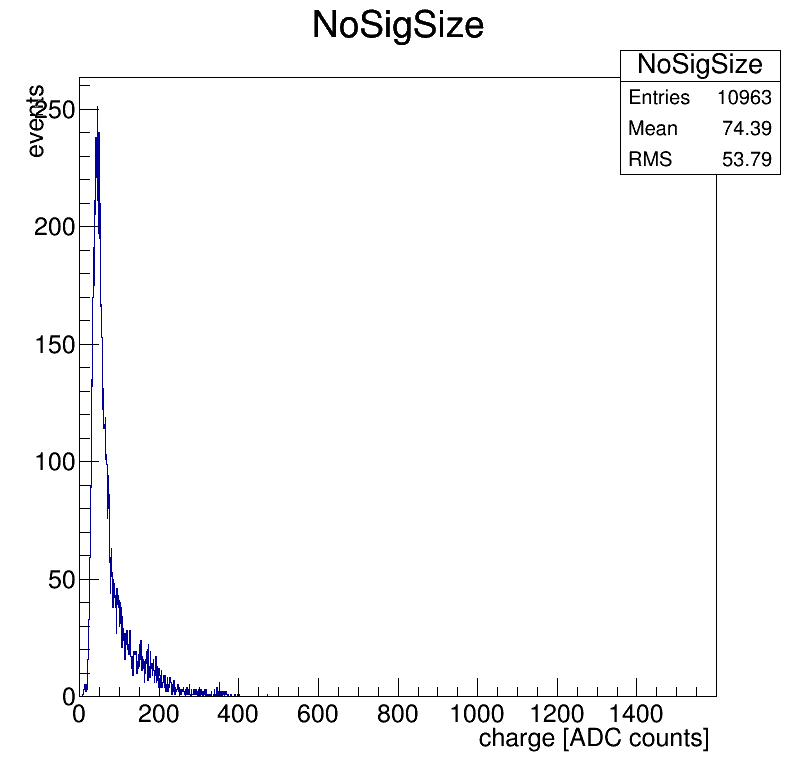 NoSigSize
NoSigSize
Entries 10963
Mean 74.39
RMS 53.79
events
250
200
150
100
50
0
0 200 400 600 800 1000 1200 1400
charge [ADC counts]